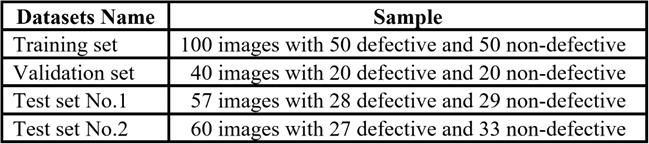 Datasets Name Sample
Training set 100 images with 50 defective and 50 non-defective
Validation set 40 images with 20 defective and 20 non-defective
Test set No.1 57 images with 28 defective and 29 non-defective
Test set No.2 60 images with 27 defective and 33 non-defective